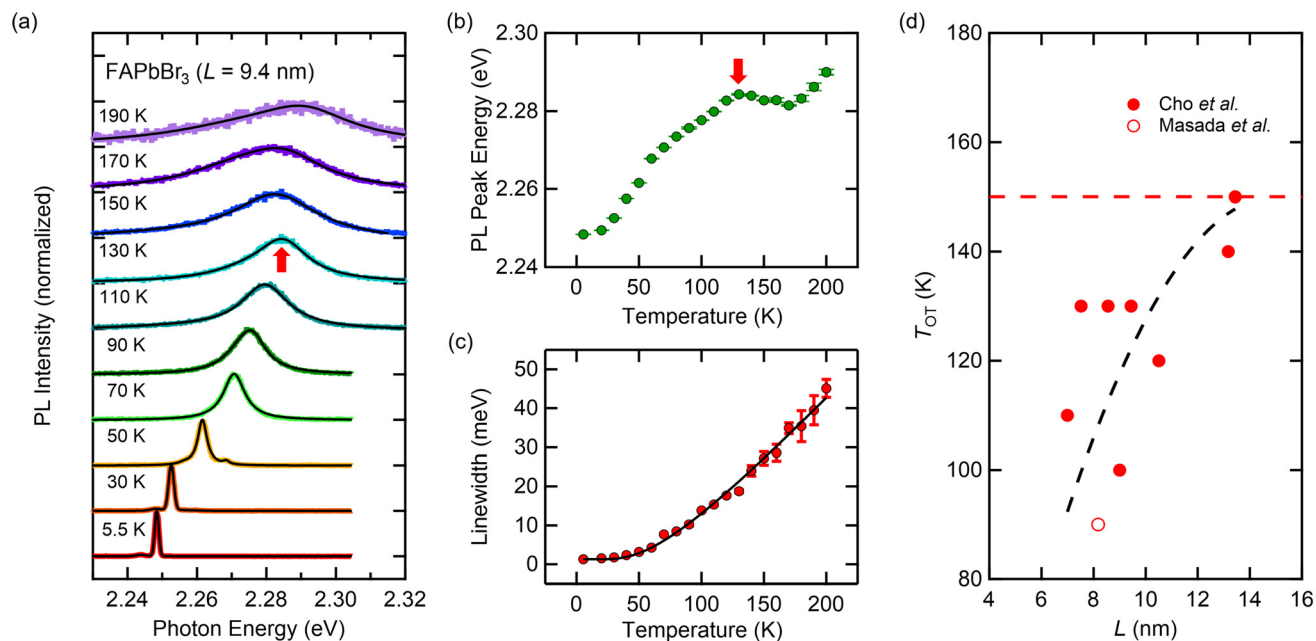 (a)
FAPbBr3 (L = 9.4 nm)
190 K
170 K
150 K
130 K
110 K
90 K
70 K
50 K
30 K
5.5 K
PL Intensity (normalized)
2.24 2.26 2.28 2.30 2.32
Photon Energy (eV)
(b)
2.30
2.28
2.26
2.24
PL Peak Energy (eV)
0 50 100 150 200
Temperature (K)
(c)
50
40
30
20
10
0
Linewidth (meV)
0 50 100 150 200
Temperature (K)
(d)
180
160
140
120
100
80
TOT (K)
Cho et al.
Masada et al.
4 6 8 10 12 14 16
L (nm)